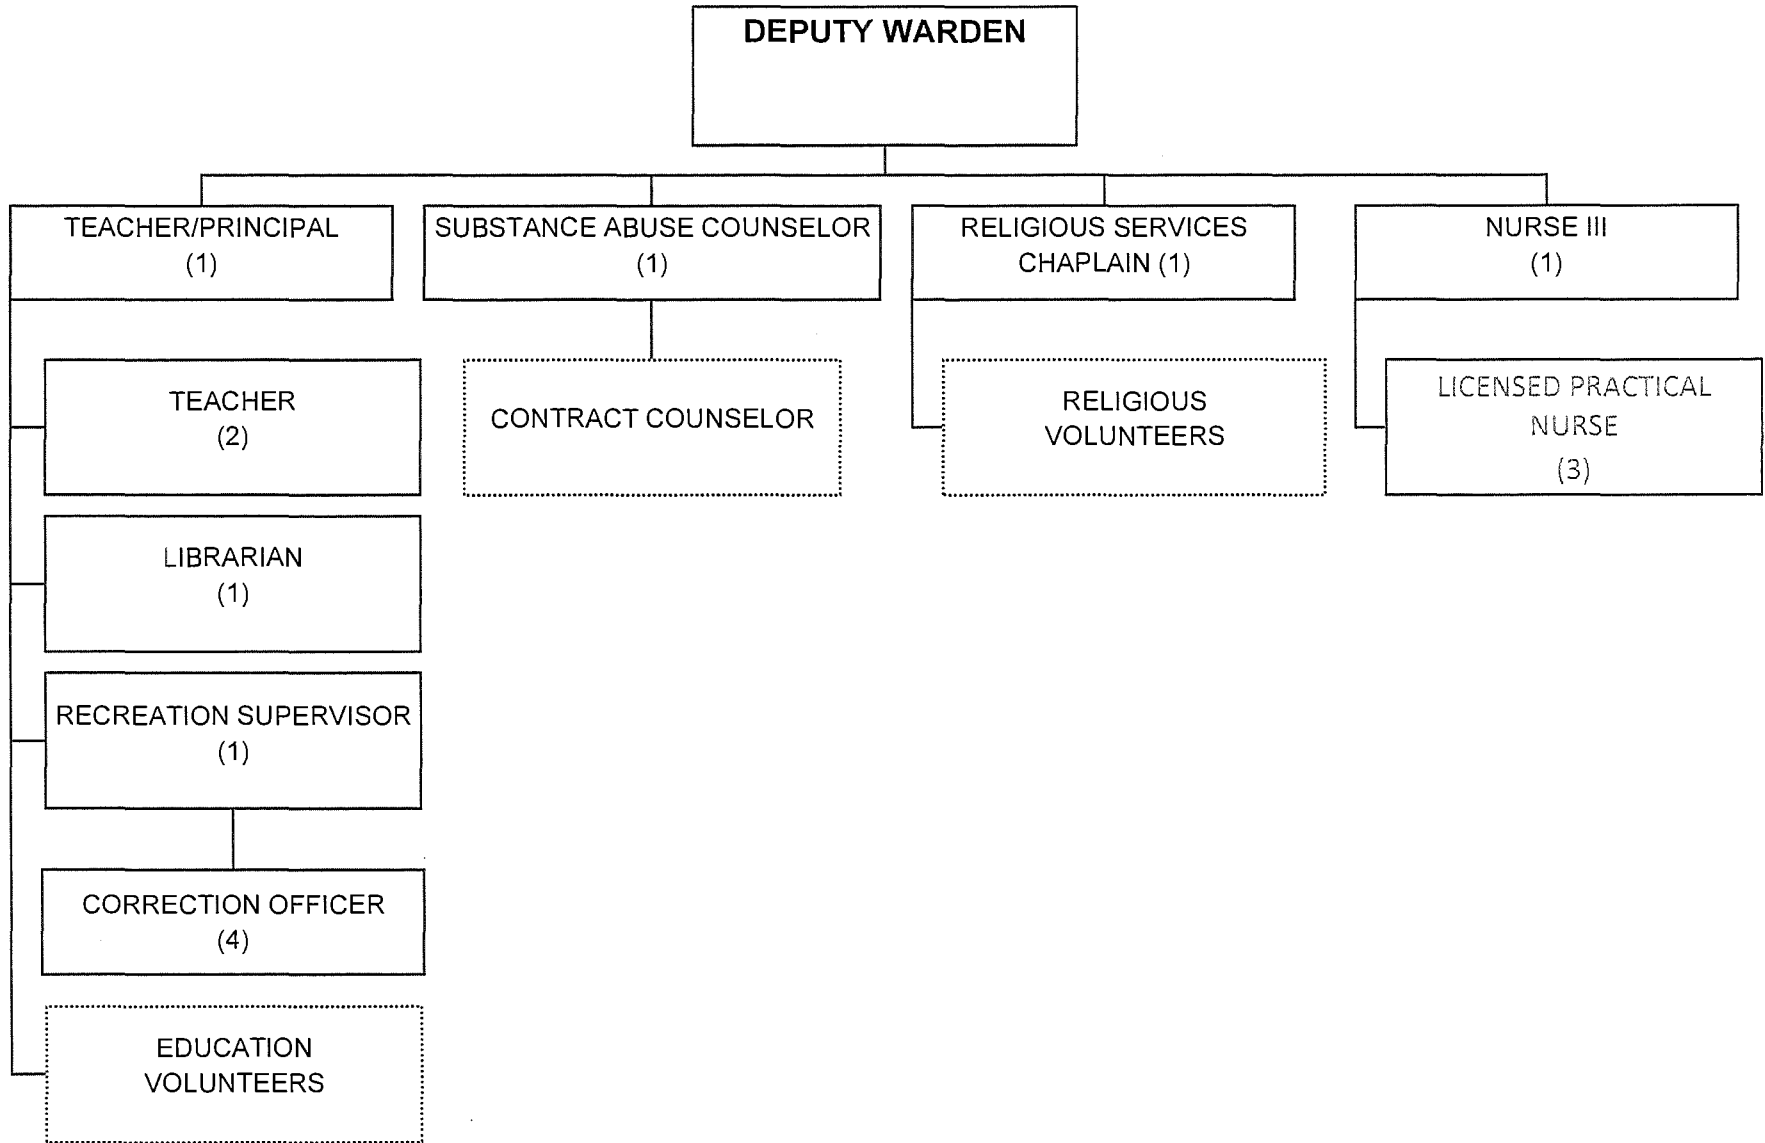 DEPUTY WARDEN
TEACHER/PRINCIPAL
(1)
SUBSTANCE ABUSE COUNSELOR
(1)
RELIGIOUS SERVICES
CHAPLAIN (1)
NURSE III
(1)
TEACHER
(2)
CONTRACT COUNSELOR
RELIGIOUS
VOLUNTEERS
LICENSED PRACTICAL
NURSE
(3)
LIBRARIAN
(1)
RECREATION SUPERVISOR
(1)
CORRECTION OFFICER
(4)
EDUCATION
VOLUNTEERS